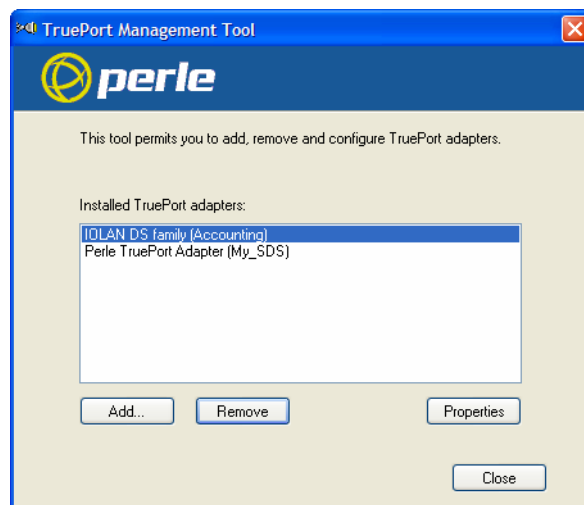 TruePort Management Tool
perle
This tool permits you to add, remove and configure TruePort adapters.
Installed TruePort adapters:
IOLAN DS family (Accounting)
Perle TruePort Adapter (My_SDS)
Add... Remove Properties
Close